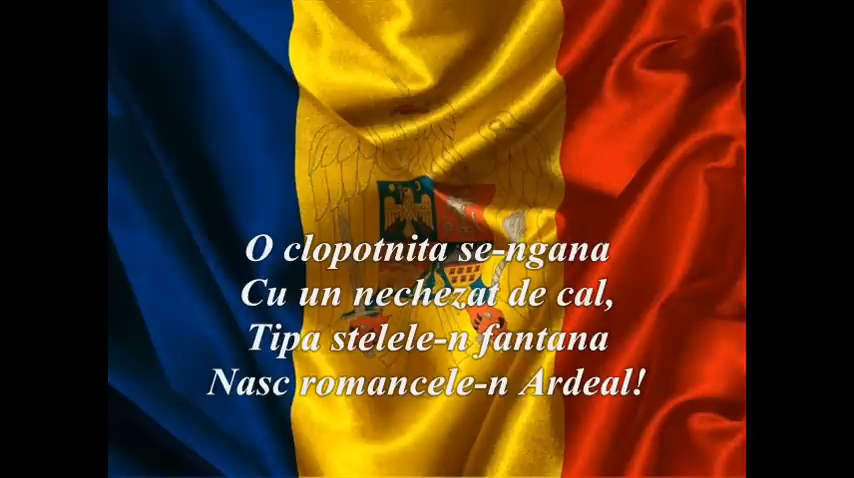 O clopotnita se-ngana
Cu un nechezat de cal,
Tipa stelele-n fantana
Nasc romancele-n Ardeal!